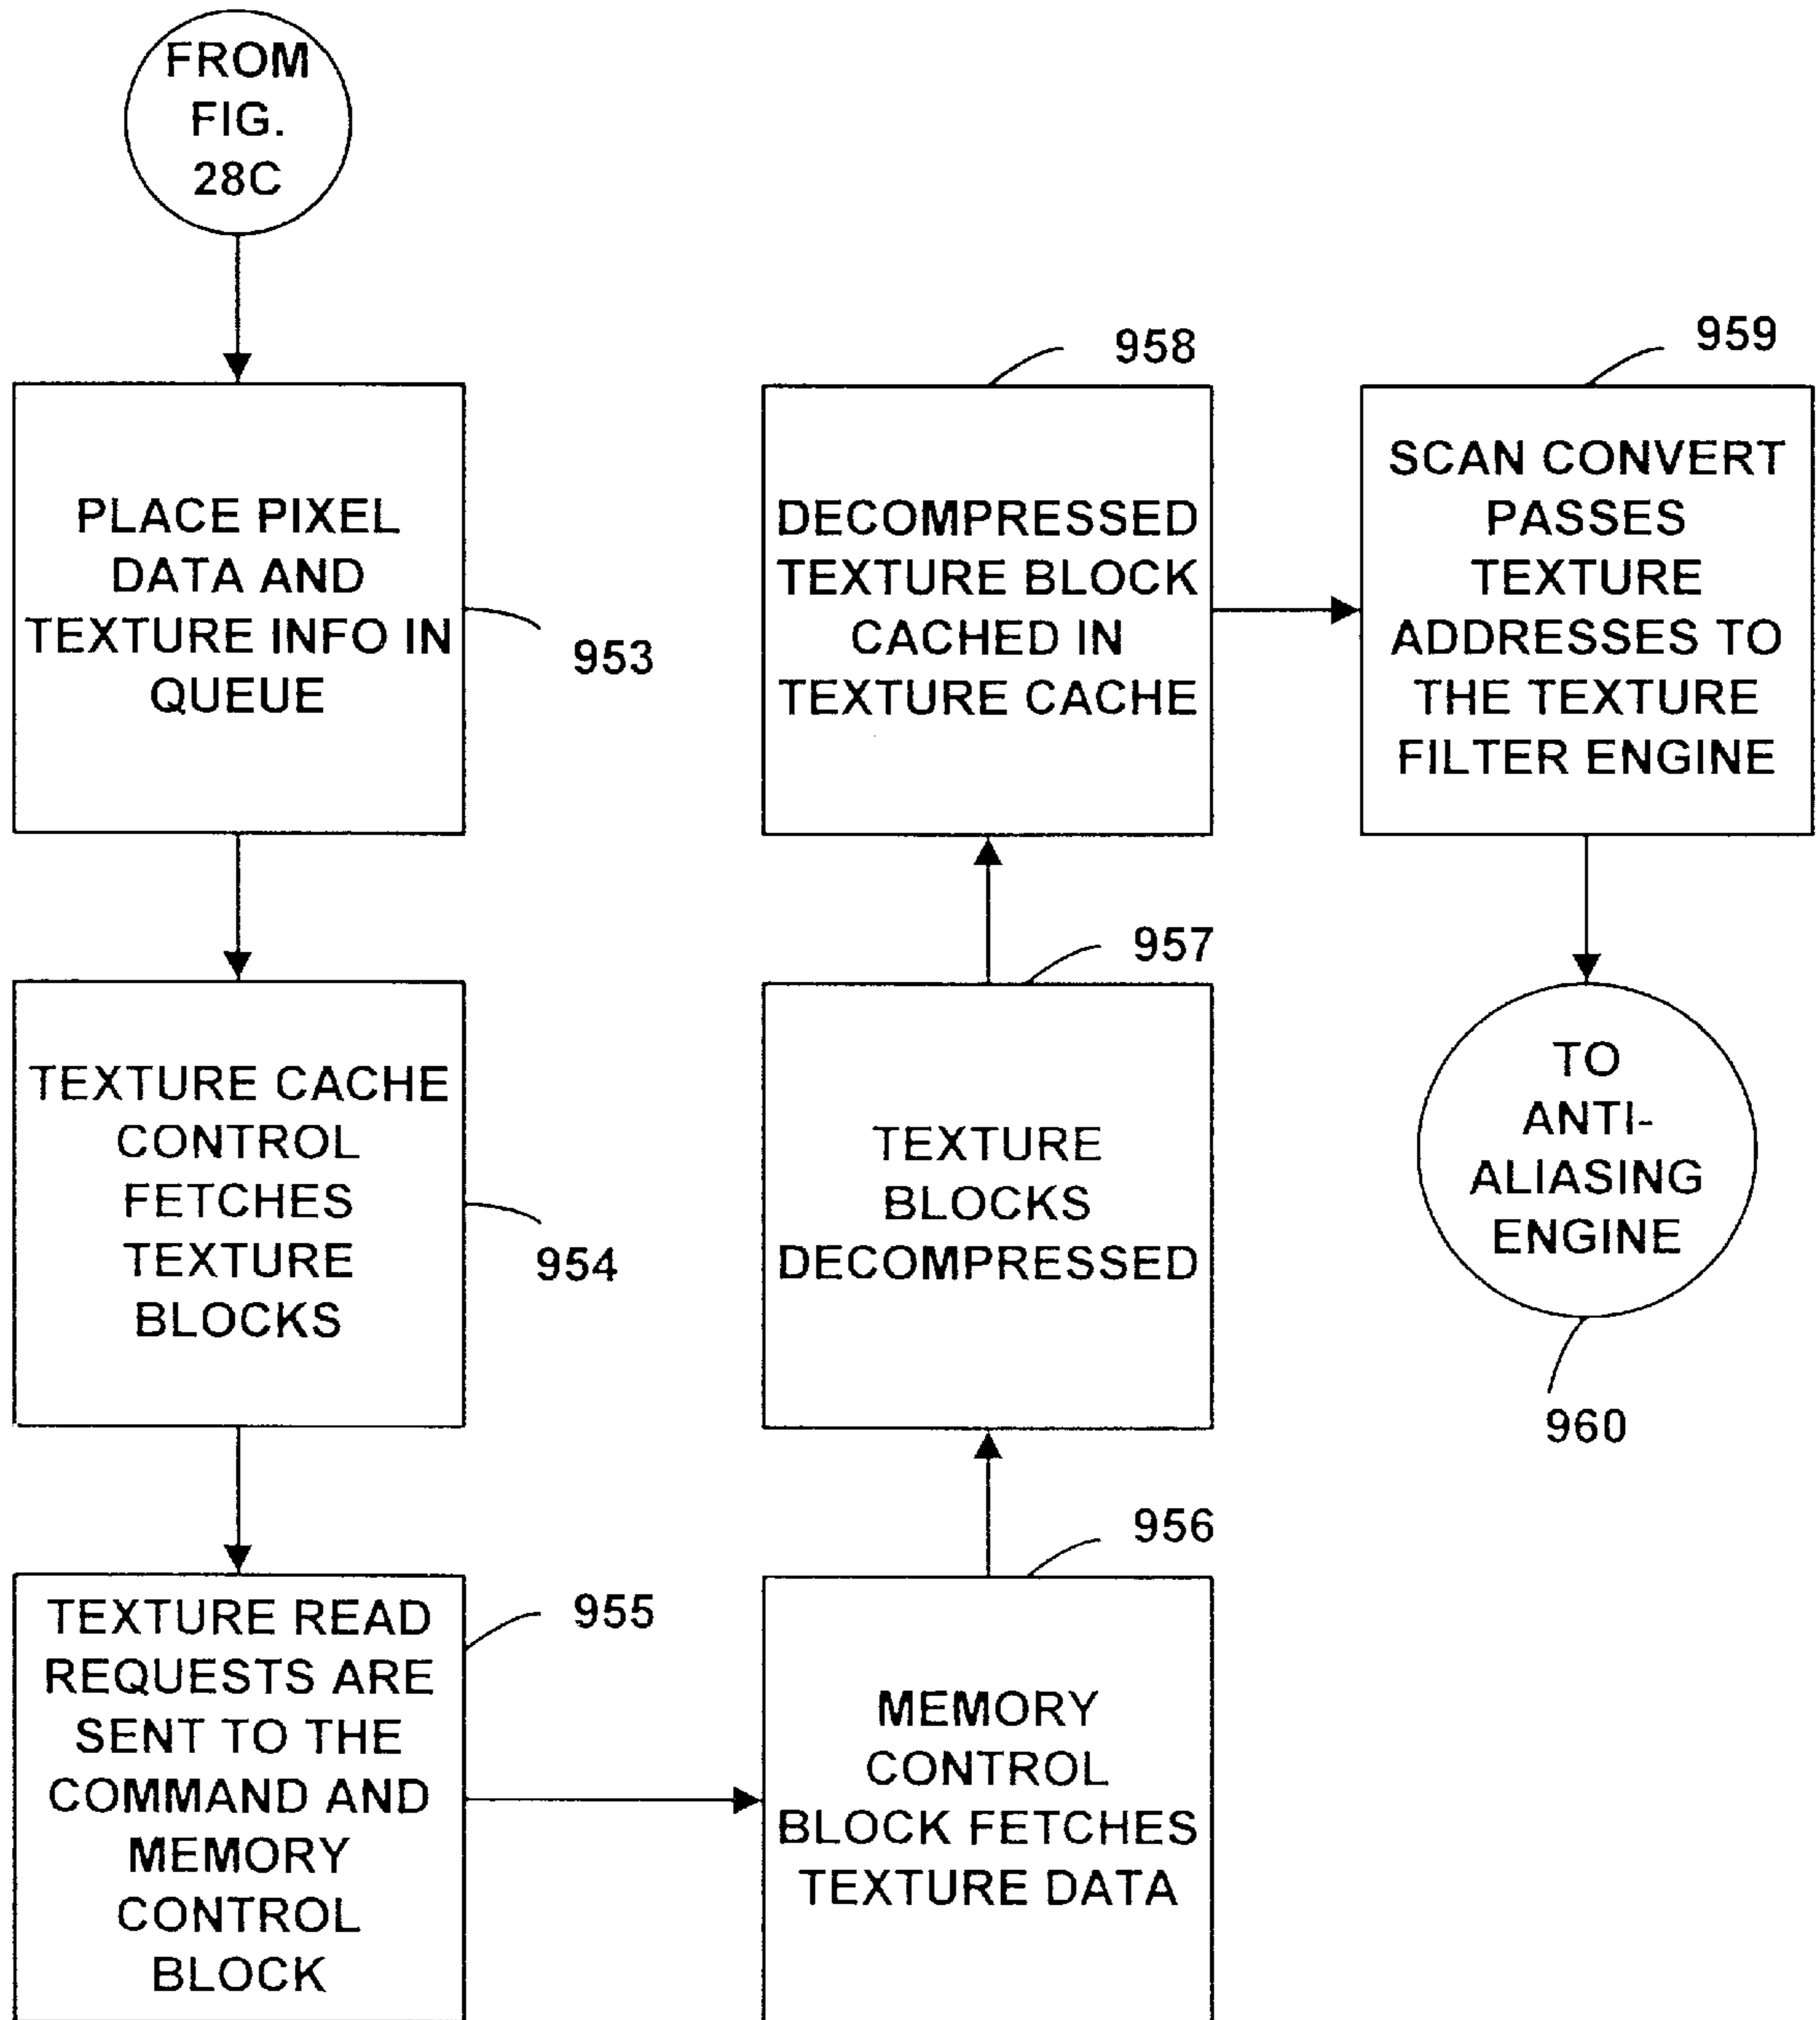 FROM
FIG.
28C
PLACE PIXEL
DATA AND
TEXTURE INFO IN
QUEUE
953
TEXTURE CACHE
CONTROL
FETCHES
TEXTURE
BLOCKS
954
TEXTURE READ
REQUESTS ARE
SENT TO THE
COMMAND AND
MEMORY
CONTROL
BLOCK
955
MEMORY
CONTROL
BLOCK FETCHES
TEXTURE DATA
956
TEXTURE
BLOCKS
DECOMPRESSED
957
DECOMPRESSED
TEXTURE BLOCK
CACHED IN
TEXTURE CACHE
958
SCAN CONVERT
PASSES
TEXTURE
ADDRESSES TO
THE TEXTURE
FILTER ENGINE
959
TO
ANTI-
ALIASING
ENGINE
960